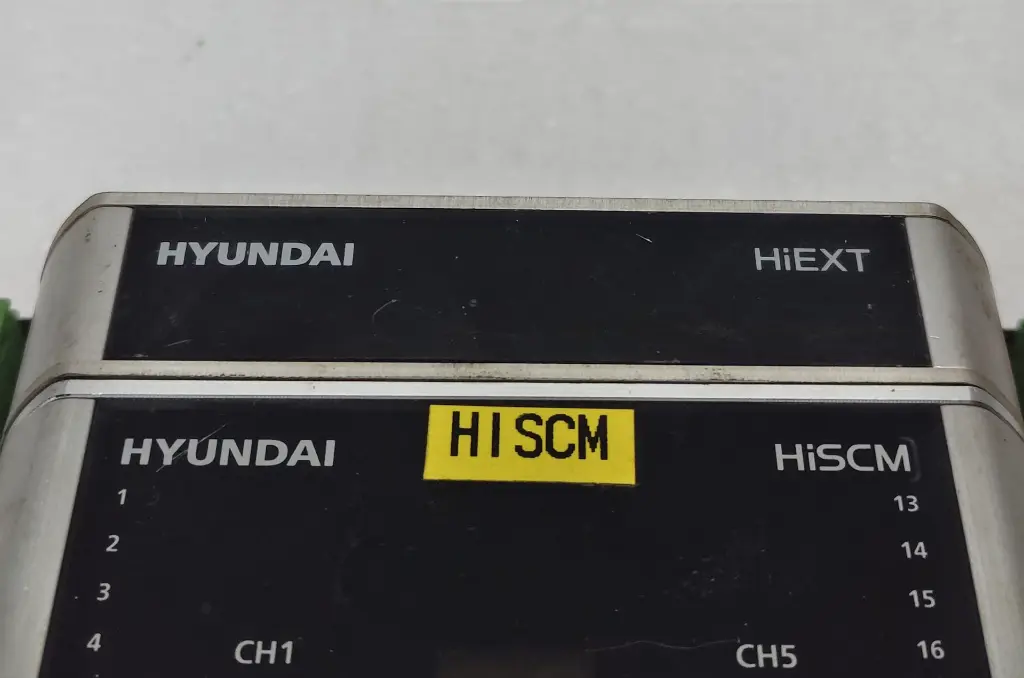 HYUNDAI HiEXT
HYUNDAI HISCM HiSCM
1 13
2 14
3 15
4 CH1 CH5 16